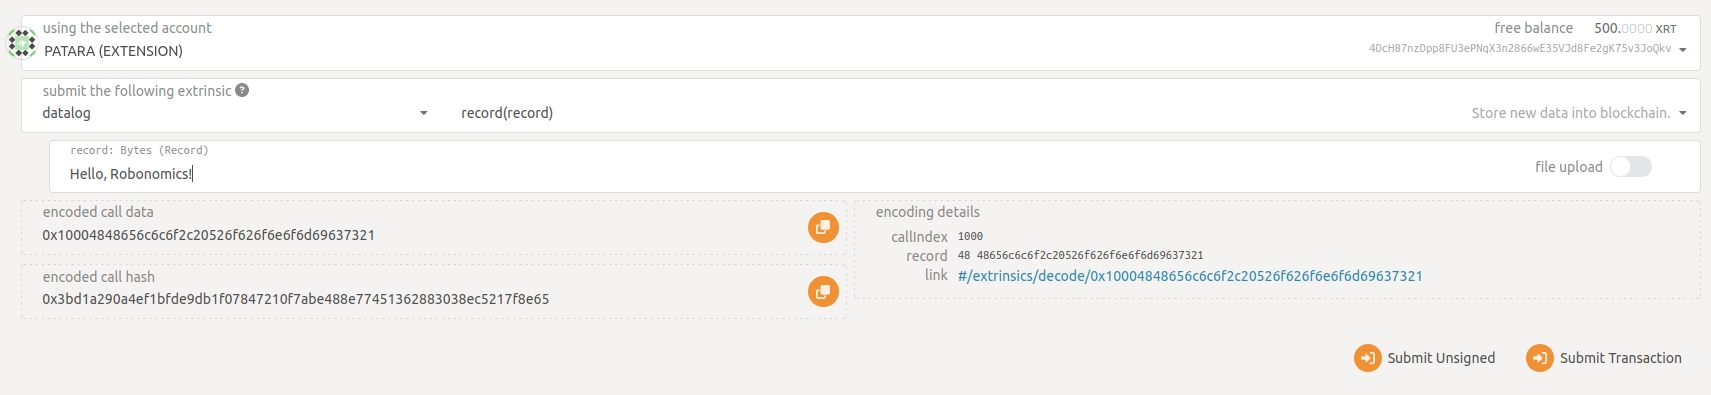 using the selected account
PATARA (EXTENSION)
free balance 500.0000 XRT
4DcH87nzDpp8FU3ePNqX3n2866wE35VJd8Fe2gK75v3JoQkv
submit the following extrinsic ?
datalog
record(record)
Store new data into blockchain.
record: Bytes (Record)
Hello, Robonomics!
file upload
encoded call data
0x10004848656c6c6f2c20526f626f6e6f6d69637321
encoded call hash
0x3bd1a290a4ef1bfde9db1f07847210f7abe488e77451362883038ec5217f8e65
encoding details
callIndex 1000
record 48 48656c6c6f2c20526f626f6e6f6d69637321
link #/extrinsics/decode/0x10004848656c6c6f2c20526f626f6e6f6d69637321
Submit Unsigned
Submit Transaction